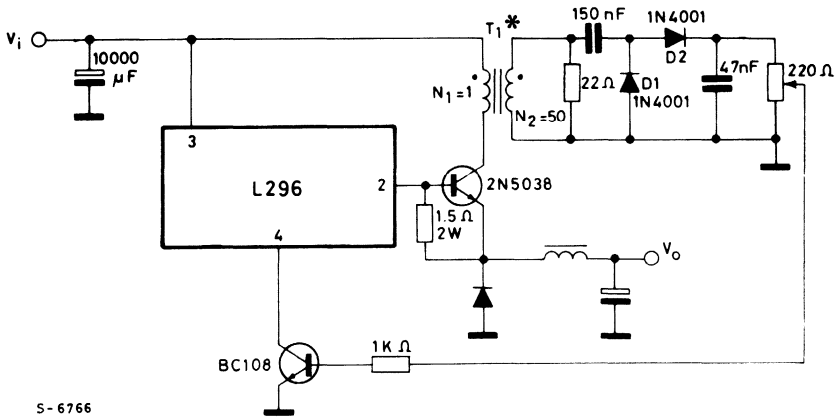 Vi
10000
µF
3
L296
2
4
N1=1
T1*
N2=50
150 nF
1N4001
D2
22Ω
D1
1N4001
47nF
220 Ω
2N5038
1.5 Ω
2W
Vo
1K Ω
BC108
S-6766